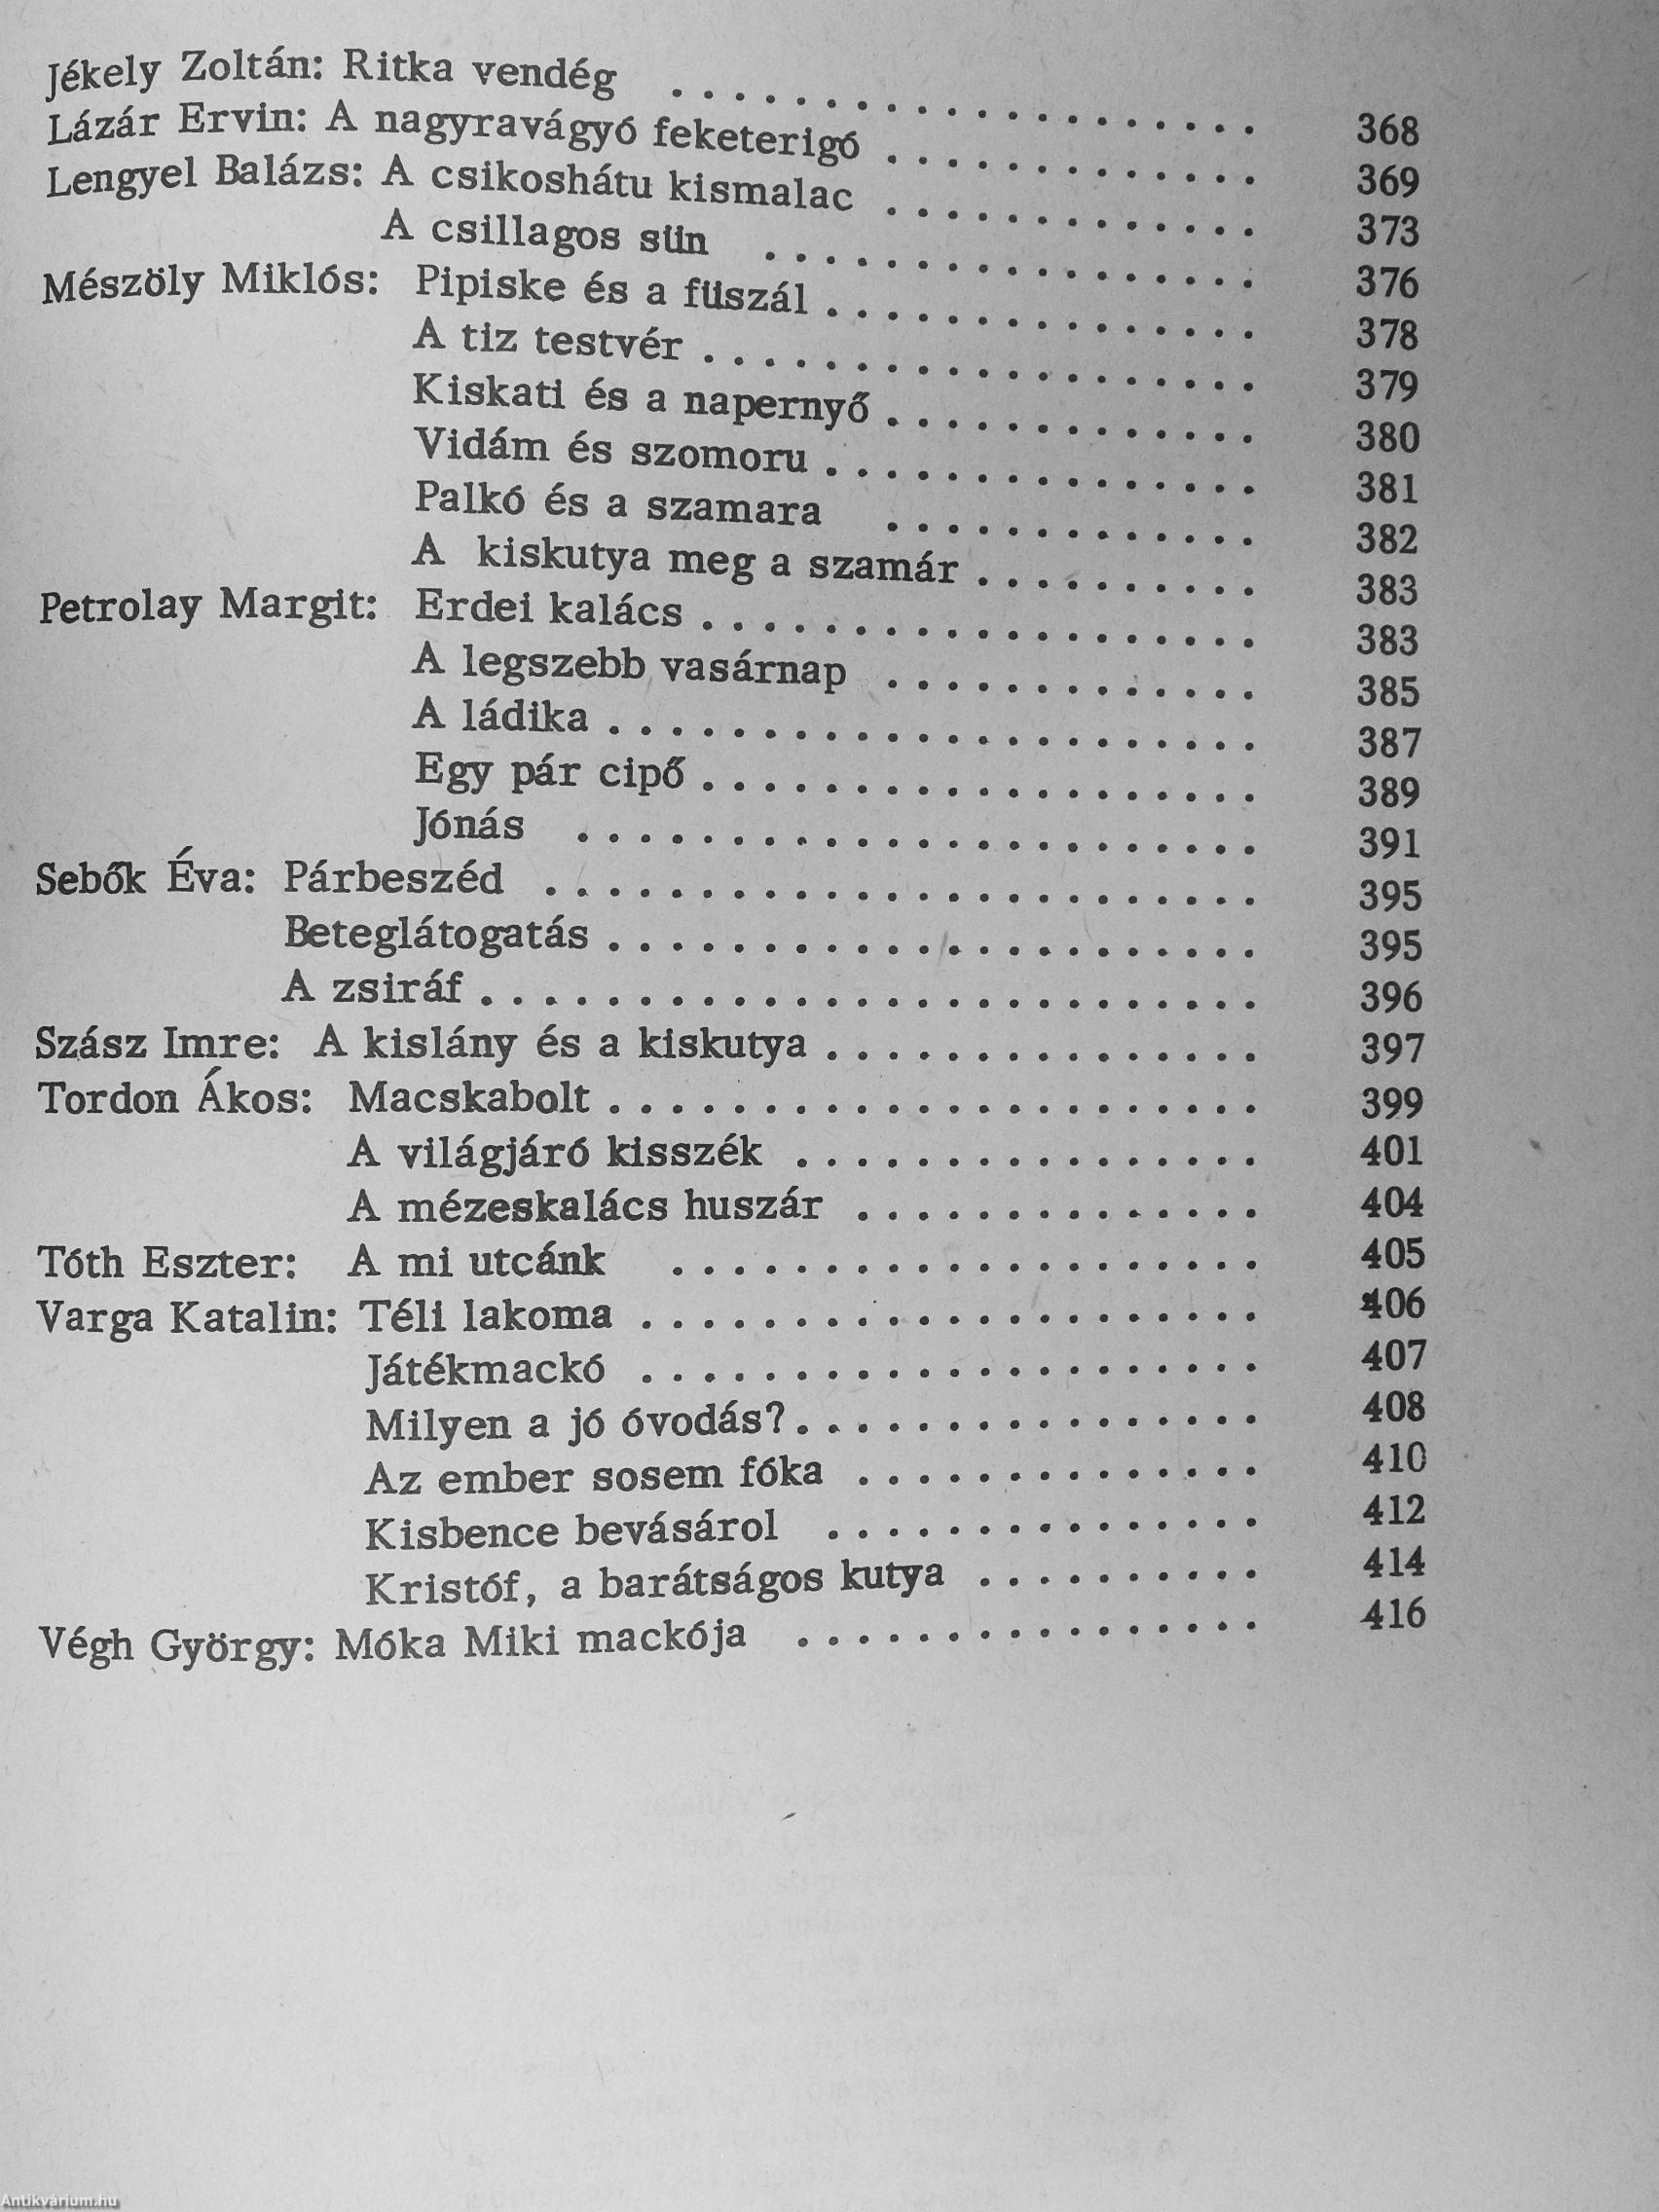 Jékely Zoltán: Ritka vendég . . . . . . . . . . . . . . . . . . . 368
Lázár Ervin: A nagyravágyó feketerigó . . . . . . . . . . . . 369
Lengyel Balázs: A csikoshátu kismalac . . . . . . . . . . . . 373
A csillagos sün . . . . . . . . . . . . . . . . 376
Mészöly Miklós: Pipiske és a füszál . . . . . . . . . . . . . . 378
A tiz testvér . . . . . . . . . . . . . . . . . . 379
Kiskati és a napernyő . . . . . . . . . . . . 380
Vidám és szomoru . . . . . . . . . . . . . . 381
Palkó és a szamara . . . . . . . . . . . . 382
A kiskutya meg a szamár . . . . . . . . . 383
Petrolay Margit: Erdei kalács . . . . . . . . . . . . . . . . . . 383
A legszebb vasárnap . . . . . . . . . . . . 385
A ládika . . . . . . . . . . . . . . . . . . . . . 387
Egy pár cipő . . . . . . . . . . . . . . . . . . 389
Jónás . . . . . . . . . . . . . . . . . . . . . . 391
Sebők Éva: Párbeszéd . . . . . . . . . . . . . . . . . . . . . . . 395
Beteglátogatás . . . . . . . . . . . . . . . . . . . . . 395
A zsiráf . . . . . . . . . . . . . . . . . . . . . . . . . 396
Szász Imre: A kislány és a kiskutya . . . . . . . . . . . . . . 397
Tordon Ákos: Macskabolt . . . . . . . . . . . . . . . . . . . . . 399
A világjáró kisszék . . . . . . . . . . . . . . . 401
A mézeskalács huszár . . . . . . . . . . . . . 404
Tóth Eszter: A mi utcánk . . . . . . . . . . . . . . . . . . . 405
Varga Katalin: Téli lakoma . . . . . . . . . . . . . . . . . . . . 406
Játékmackó . . . . . . . . . . . . . . . . . . . . 407
Milyen a jó óvodás? . . . . . . . . . . . . . . . 408
Az ember sosem fóka . . . . . . . . . . . . . 410
Kisbence bevásárol . . . . . . . . . . . . . . 412
Kristóf, a barátságos kutya . . . . . . . . . . 414
Végh György: Móka Miki mackója . . . . . . . . . . . . . . . 416
Antikvárium.hu